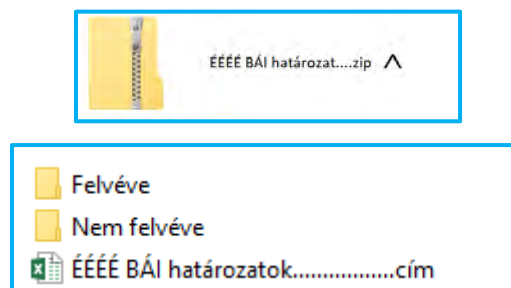 ÉÉÉÉ BÁI határozat....zip
Felvéve
Nem felvéve
ÉÉÉÉ BÁI határozatok.................cím